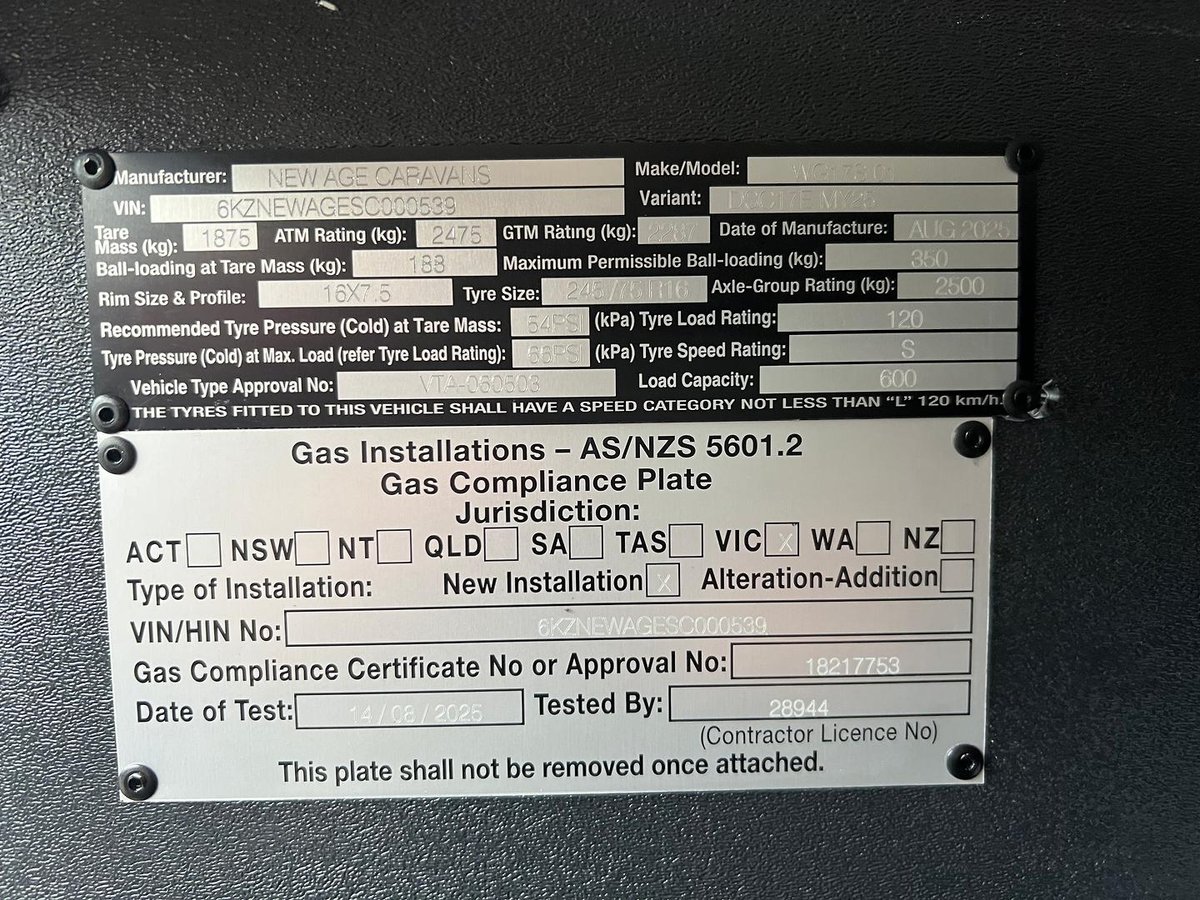 Manufacturer: NEW AGE CARAVANS Make/Model:
VIN: 6KZNEWAGESC000539 Variant:
Tare Mass (kg): 1875 ATM Rating (kg): 2475 GTM Rating (kg): Date of Manufacture: AUG 2025
Ball-loading at Tare Mass (kg): 188 Maximum Permissible Ball-loading (kg): 350
Rim Size & Profile: 16X7.5 Tyre Size: 245/75 R16 Axle-Group Rating (kg): 2500
Recommended Tyre Pressure (Cold) at Tare Mass: (kPa) Tyre Load Rating: 120
Tyre Pressure (Cold) at Max. Load (refer Tyre Load Rating): (kPa) Tyre Speed Rating: S
Vehicle Type Approval No: Load Capacity: 600
THE TYRES FITTED TO THIS VEHICLE SHALL HAVE A SPEED CATEGORY NOT LESS THAN “L” 120 km/h.
Gas Installations – AS/NZS 5601.2
Gas Compliance Plate
Jurisdiction:
ACT NSW NT QLD SA TAS VIC X WA NZ
Type of Installation: New Installation X Alteration-Addition
VIN/HIN No: 6KZNEWAGESC000539
Gas Compliance Certificate No or Approval No: 18217753
Date of Test: 14/08/2025 Tested By: 28944
(Contractor Licence No)
This plate shall not be removed once attached.